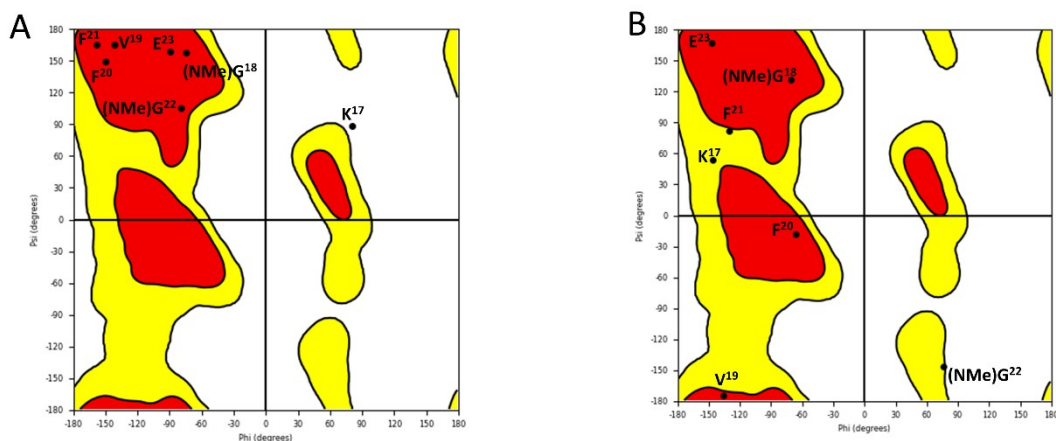 A
180
150
120
90
60
30
0
-30
-60
-90
-120
-150
-180
Psi (degrees)
-180 -150 -120 -90 -60 -30 0 30 60 90 120 150 180
Phi (degrees)
F²¹
V¹⁹
E²³
F²⁰
(NMe)G¹⁸
(NMe)G²²
K¹⁷
B
180
150
120
90
60
30
0
-30
-60
-90
-120
-150
-180
Psi (degrees)
-180 -150 -120 -90 -60 -30 0 30 60 90 120 150 180
Phi (degrees)
E²³
(NMe)G¹⁸
F²¹
K¹⁷
F²⁰
V¹⁹
(NMe)G²²